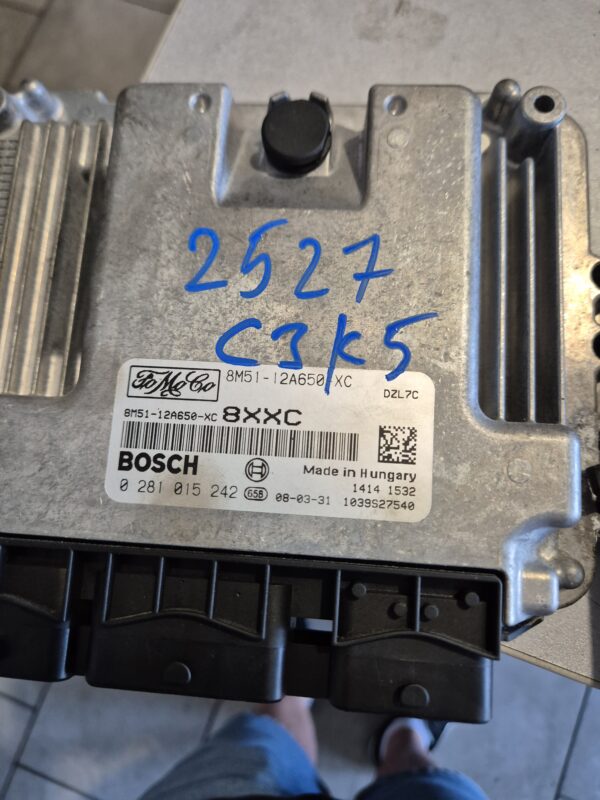 2527
C3K5
FoMoCo
8M51-12A650-XC
DZL7C
8M51-12A650-XC 8XXC
BOSCH
Made in Hungary
1414 1532
0 281 015 242 658 08-03-31 1039S27540